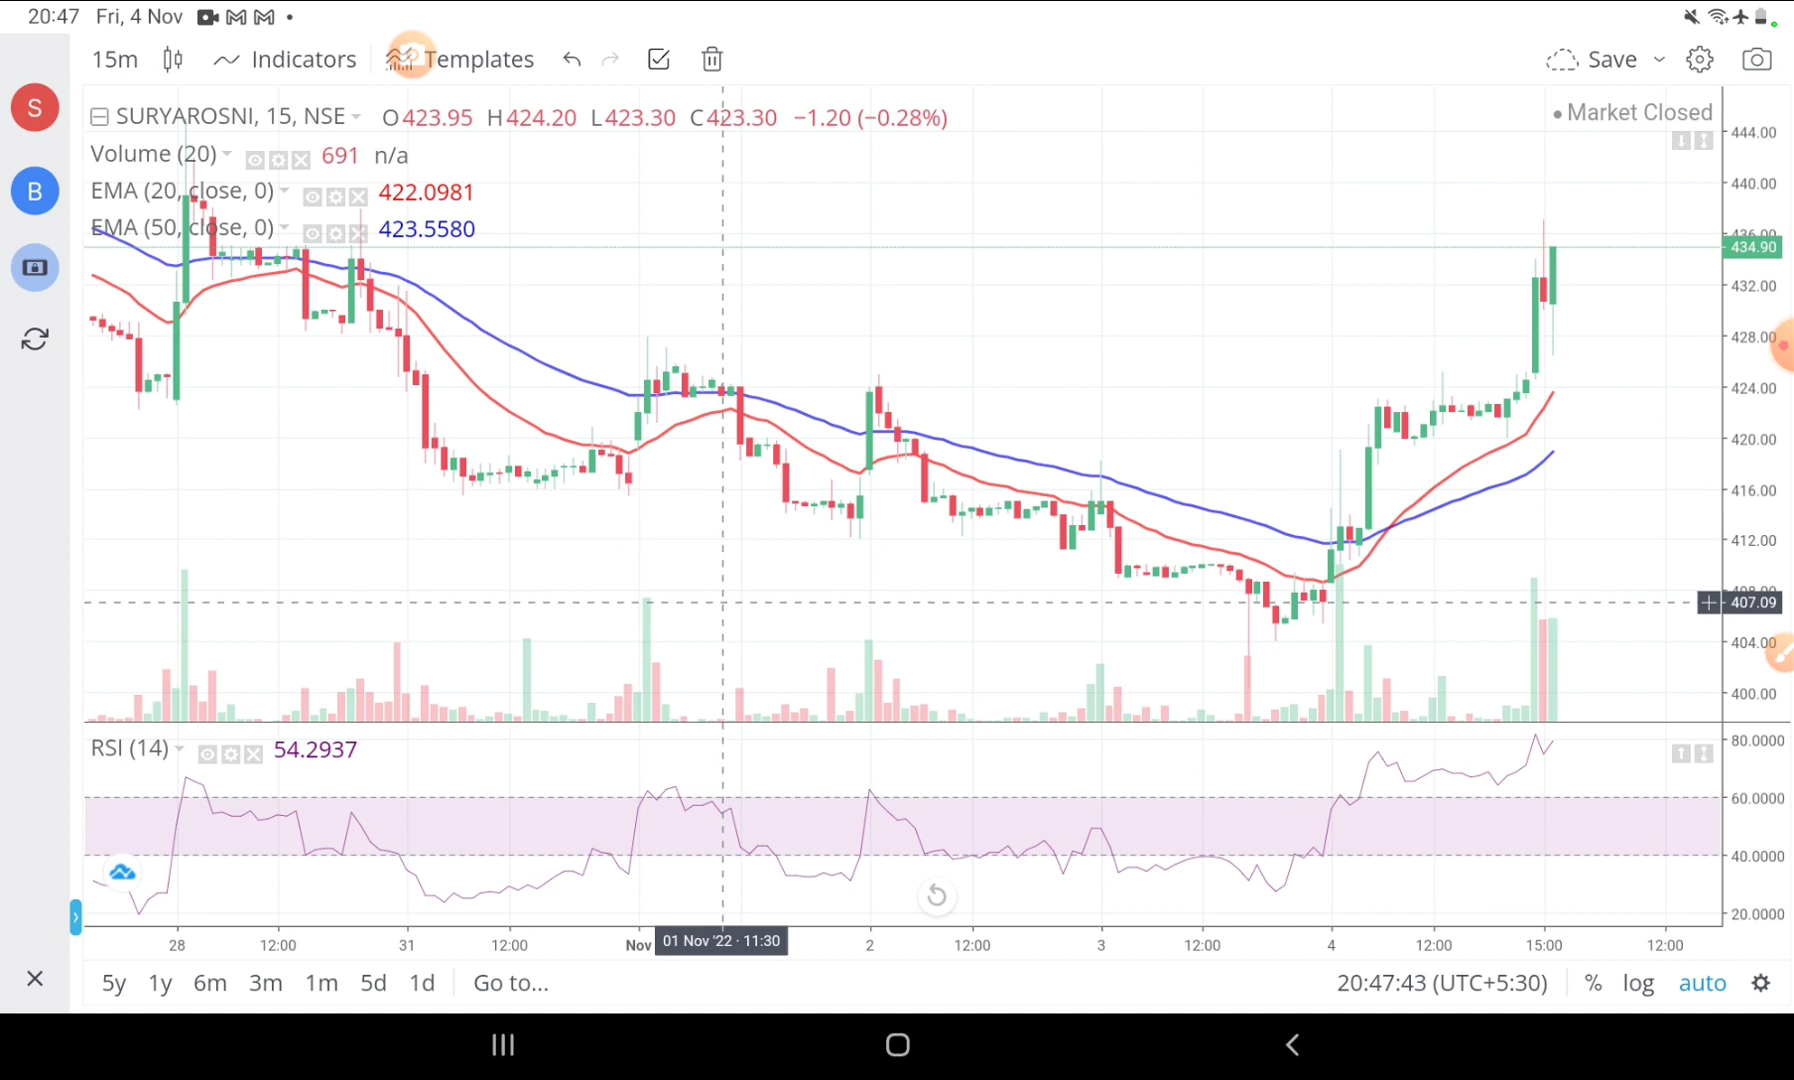 20:47 Fri, 4 Nov
15m Indicators Templates Save
S
B
SURYAROSNI, 15, NSE O423.95 H424.20 L423.30 C423.30 −1.20 (−0.28%)
Market Closed
Volume (20) 691 n/a
EMA (20, close, 0) 422.0981
EMA (50, close, 0) 423.5580
444.00
440.00
436.00
434.90
432.00
428.00
424.00
420.00
416.00
412.00
408.00
407.09
404.00
400.00
RSI (14) 54.2937
80.0000
60.0000
40.0000
20.0000
28 12:00 31 12:00 Nov 01 Nov '22 · 11:30 2 12:00 3 12:00 4 12:00 15:00 12:00
5y 1y 6m 3m 1m 5d 1d Go to... 20:47:43 (UTC+5:30) % log auto